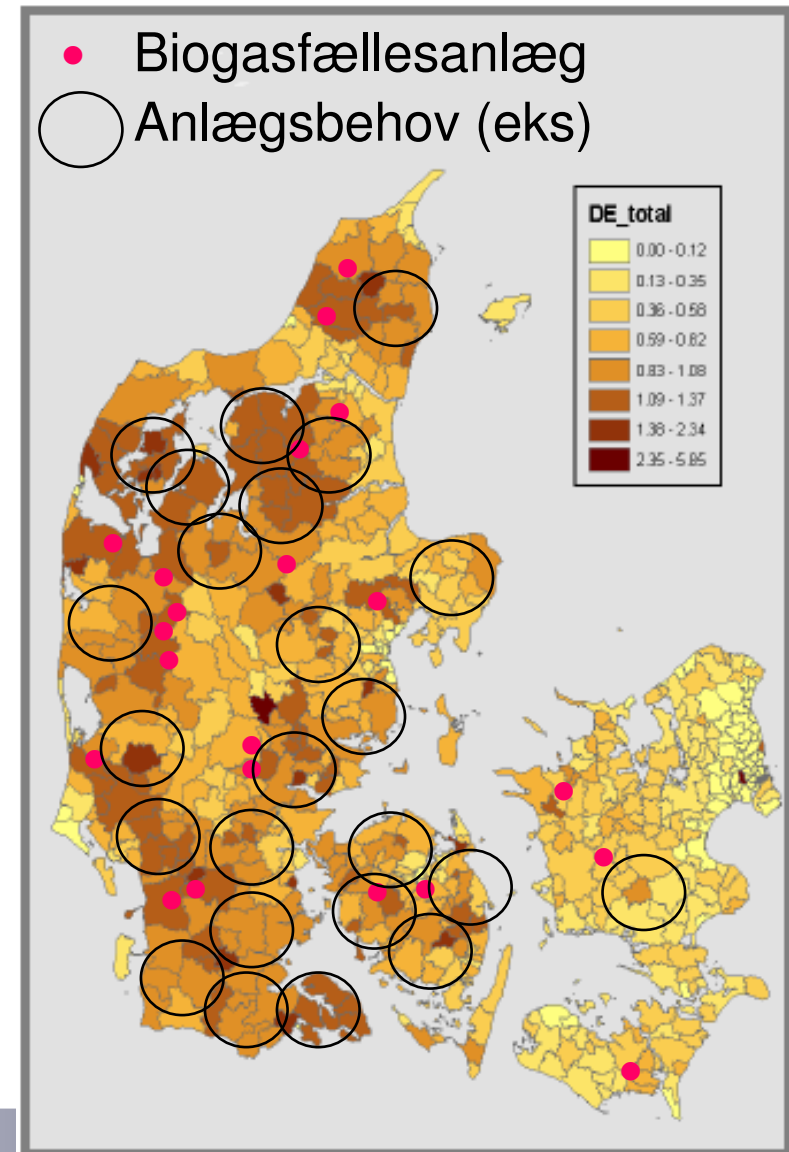 Biogasfællesanlæg
Anlægsbehov (eks)
DE_total
0.00 - 0.12
0.13 - 0.35
0.36 - 0.58
0.59 - 0.82
0.83 - 1.08
1.09 - 1.37
1.38 - 2.34
2.35 - 5.85